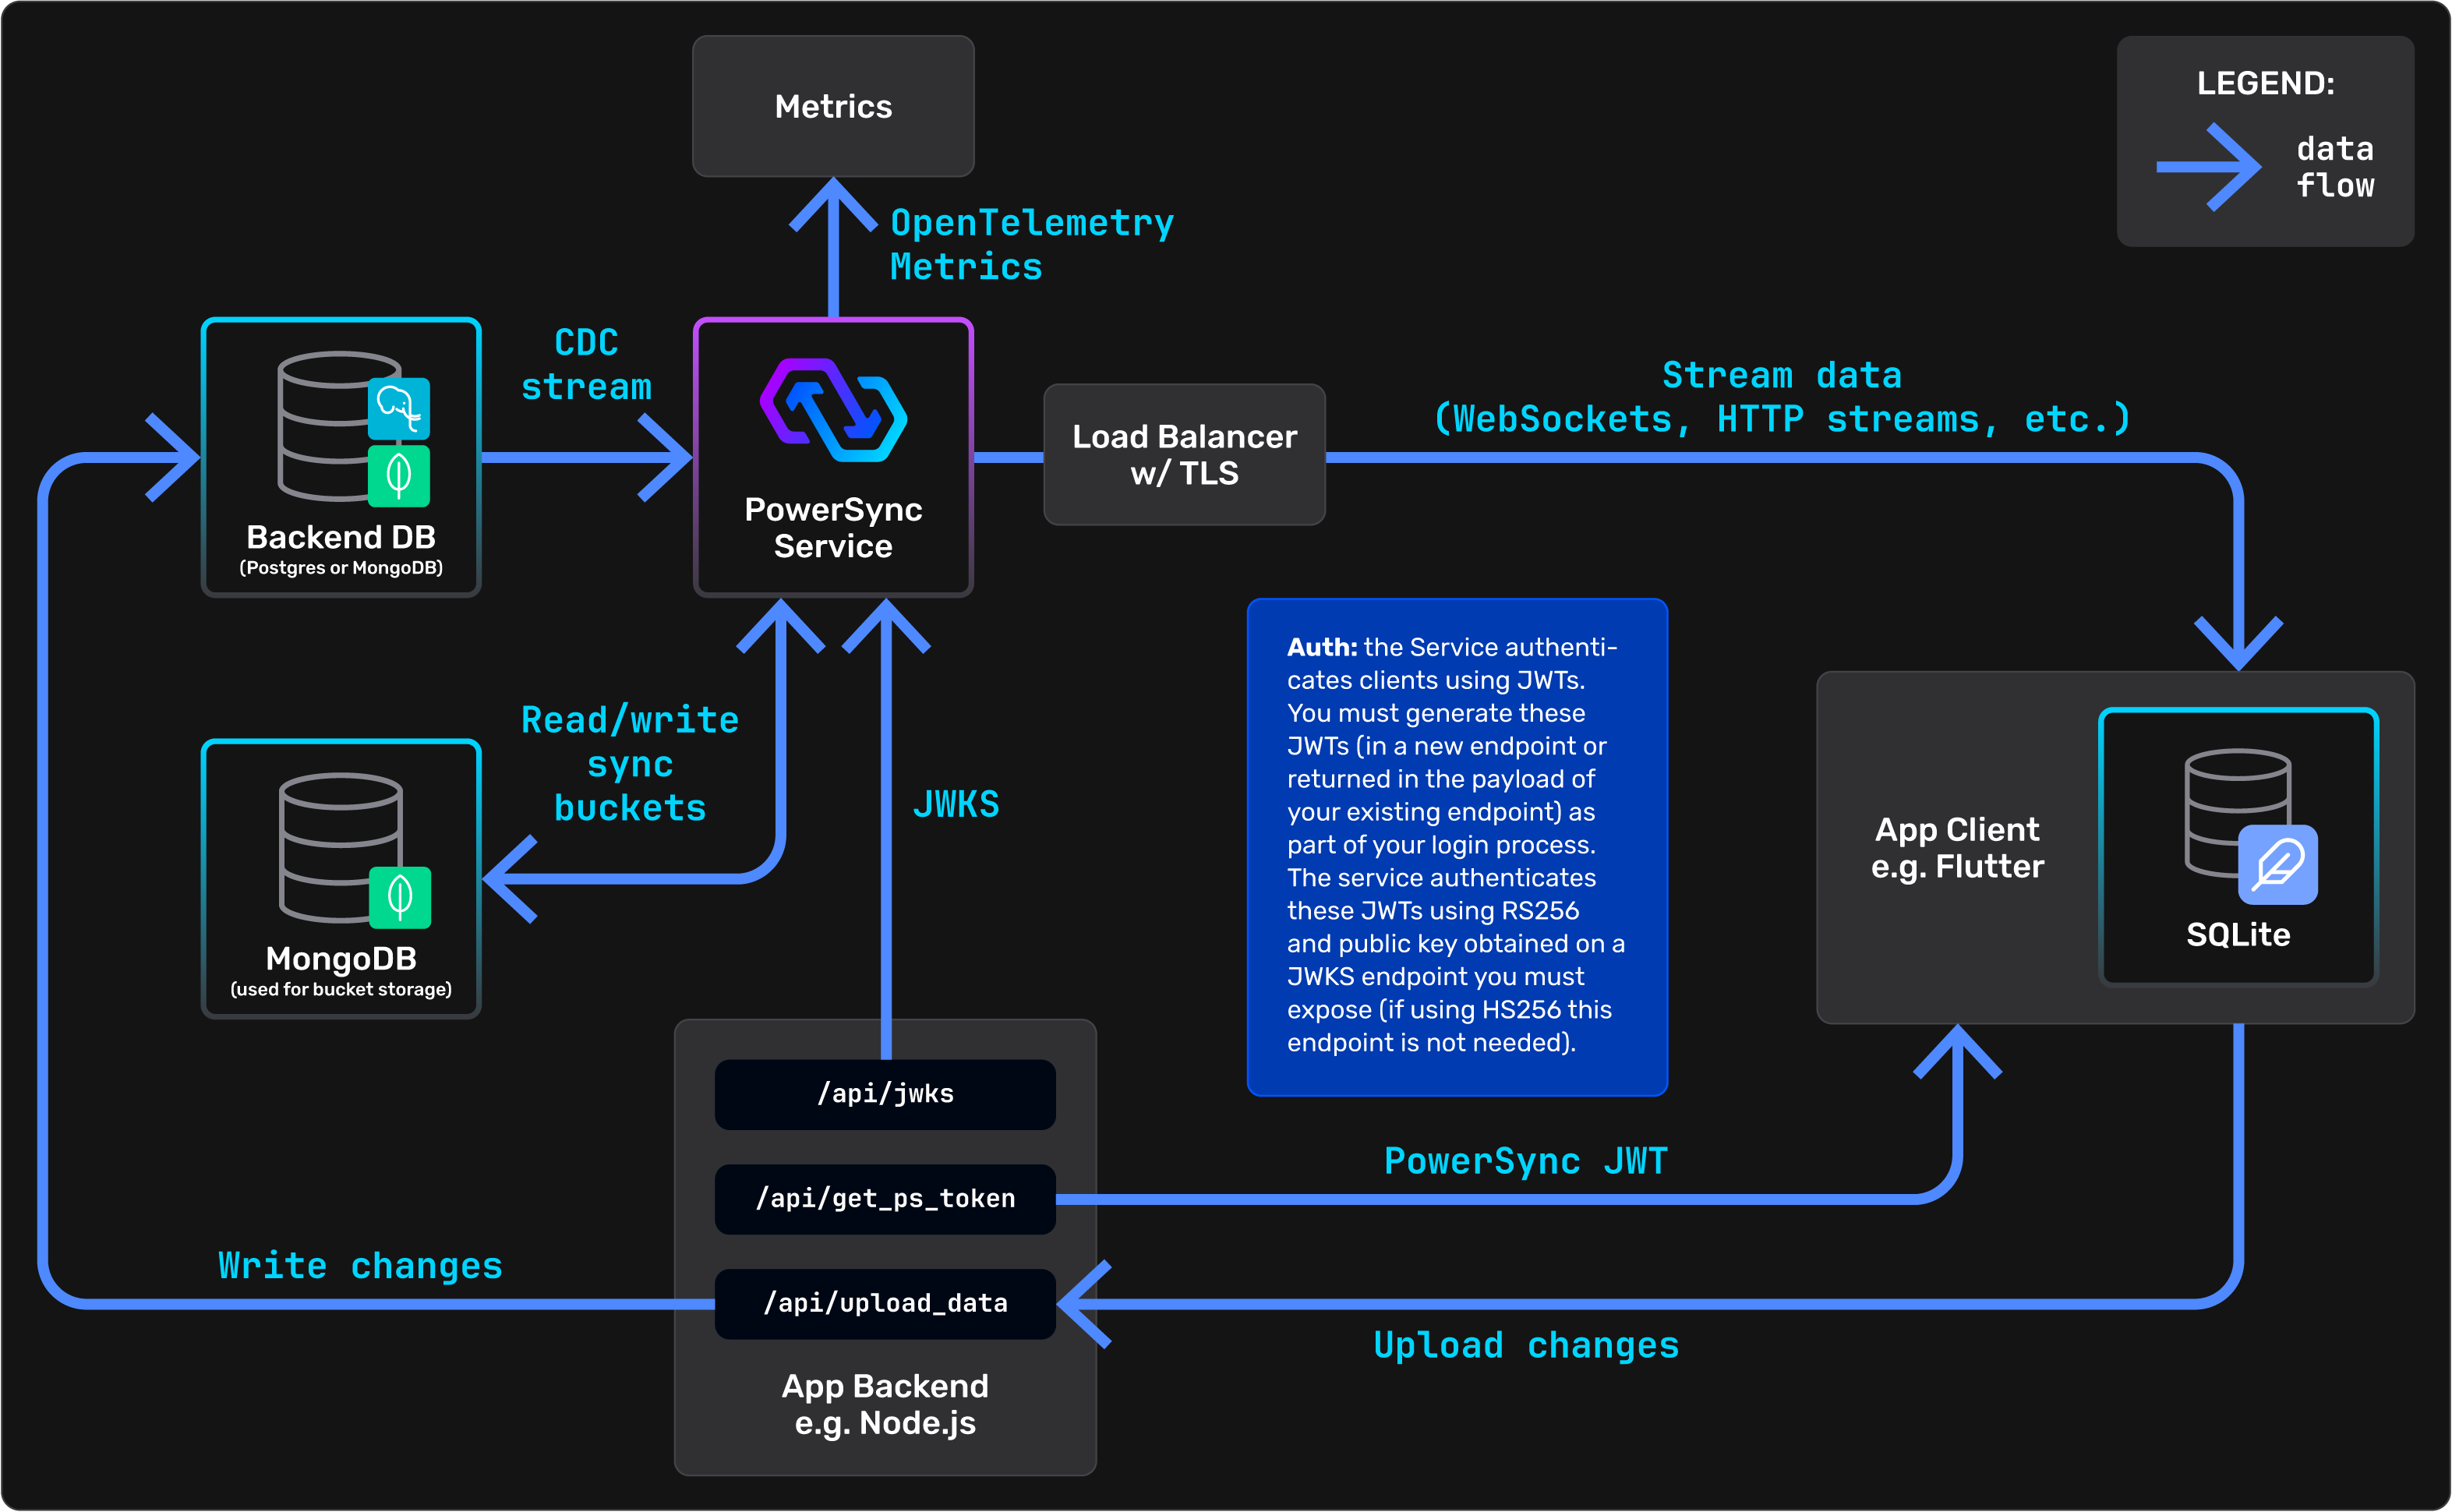 Metrics
LEGEND:
data
flow
OpenTelemetry
Metrics
CDC
stream
Backend DB
(Postgres or MongoDB)
PowerSync
Service
Load Balancer
w/ TLS
Stream data
(WebSockets, HTTP streams, etc.)
Auth: the Service authenti-
cates clients using JWTs.
You must generate these
JWTs (in a new endpoint or
returned in the payload of
your existing endpoint) as
part of your login process.
The service authenticates
these JWTs using RS256
and public key obtained on a
JWKS endpoint you must
expose (if using HS256 this
endpoint is not needed).
Read/write
sync
buckets
JWKS
MongoDB
(used for bucket storage)
App Client
e.g. Flutter
SQLite
/api/jwks
/api/get_ps_token
/api/upload_data
App Backend
e.g. Node.js
PowerSync JWT
Write changes
Upload changes